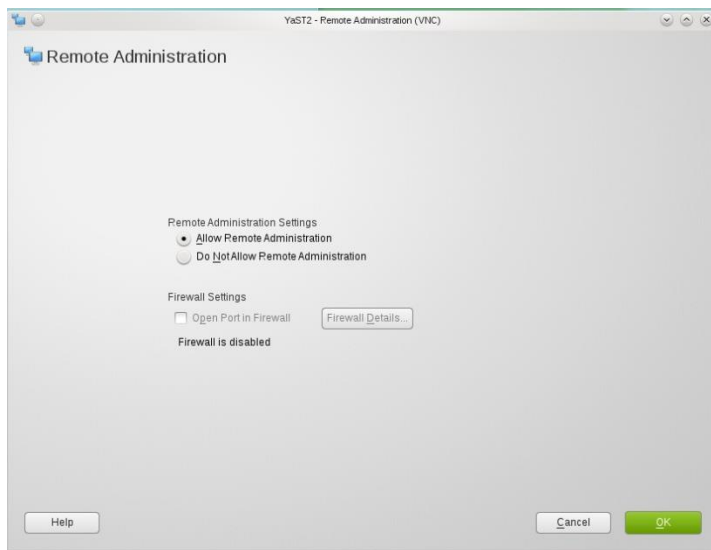 YaST2 - Remote Administration (VNC)
Remote Administration
Remote Administration Settings
Allow Remote Administration
Do Not Allow Remote Administration
Firewall Settings
Open Port in Firewall
Firewall Details...
Firewall is disabled
Help
Cancel
OK